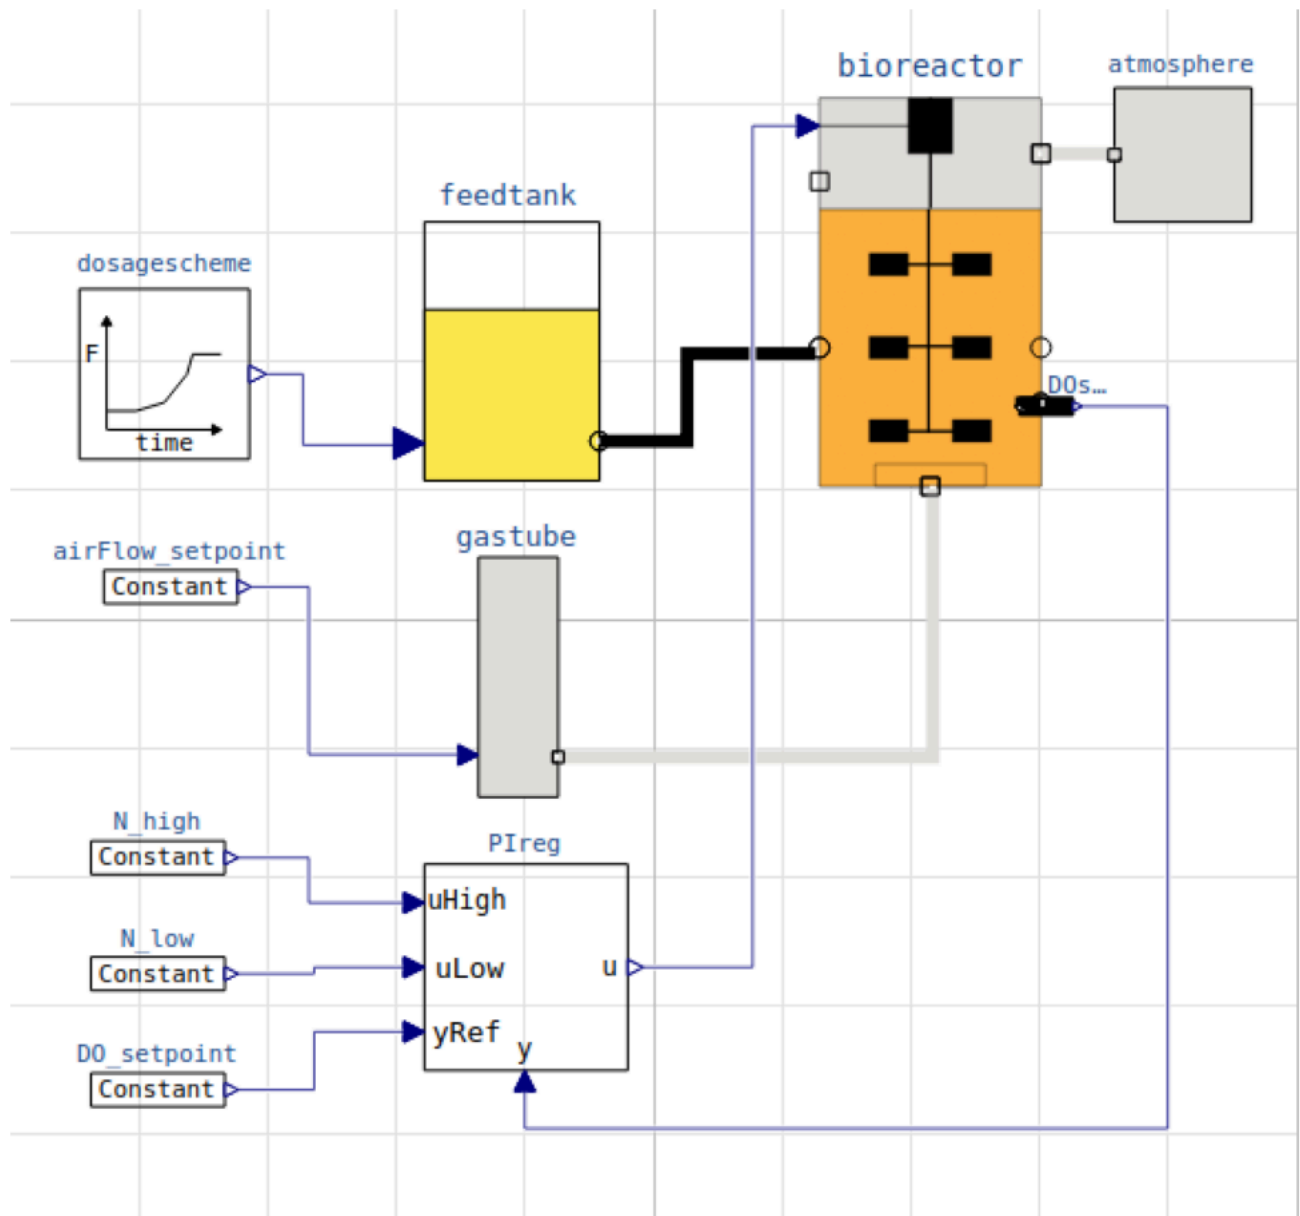 bioreactor
atmosphere
feedtank
dosagescheme
F
time
DOs…
gastube
airFlow_setpoint
Constant
N_high
Constant
PIreg
uHigh
N_low
Constant
uLow
u
DO_setpoint
Constant
yRef
y